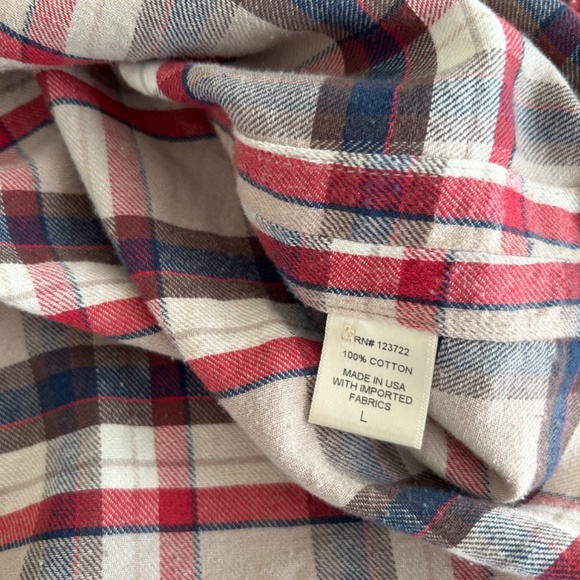 RN# 123722
100% COTTON
MADE IN USA
WITH IMPORTED
FABRICS
L